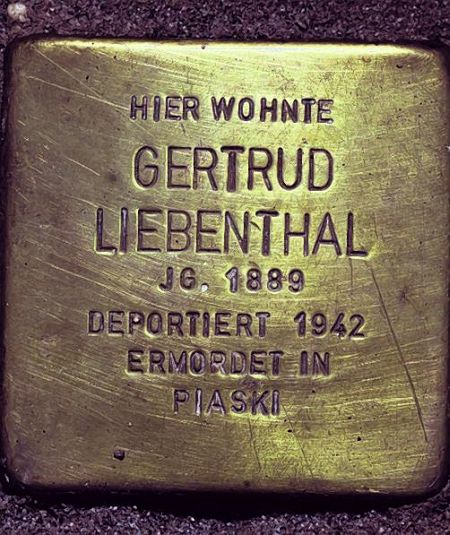 HIER WOHNTE
GERTRUD
LIEBENTHAL
JG. 1889
DEPORTIERT 1942
ERMORDET IN
PIASKI